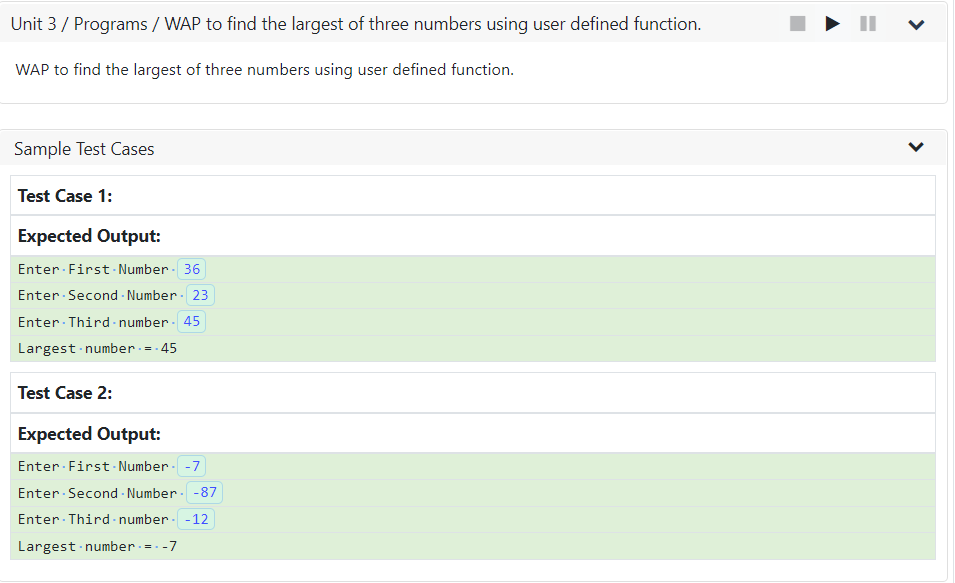 Unit 3 / Programs / WAP to find the largest of three numbers using user defined function.
WAP to find the largest of three numbers using user defined function.
Sample Test Cases
Test Case 1:
Expected Output:
Enter·First·Number· 36
Enter·Second·Number· 23
Enter·Third·number· 45
Largest·number·=·45
Test Case 2:
Expected Output:
Enter·First·Number· -7
Enter·Second·Number· -87
Enter·Third·number· -12
Largest·number·=·-7